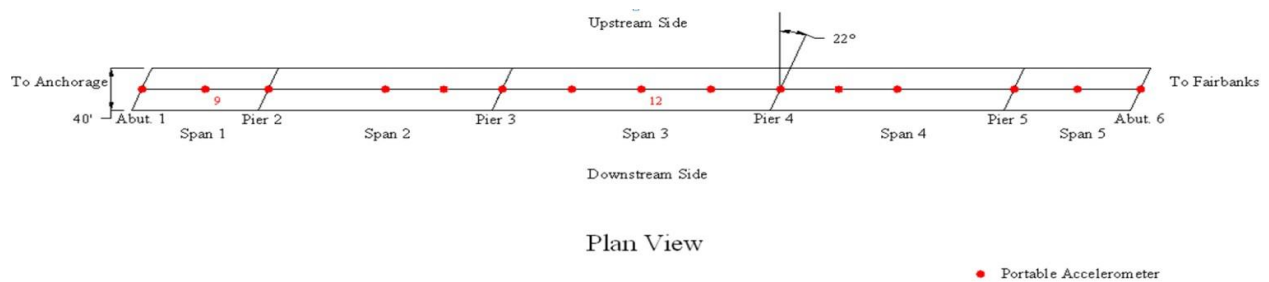 Upstream Side
22°
To Anchorage
To Fairbanks
9
12
40'
Abut. 1
Pier 2
Pier 3
Pier 4
Pier 5
Abut. 6
Span 1
Span 2
Span 3
Span 4
Span 5
Downstream Side
Plan View
Portable Accelerometer